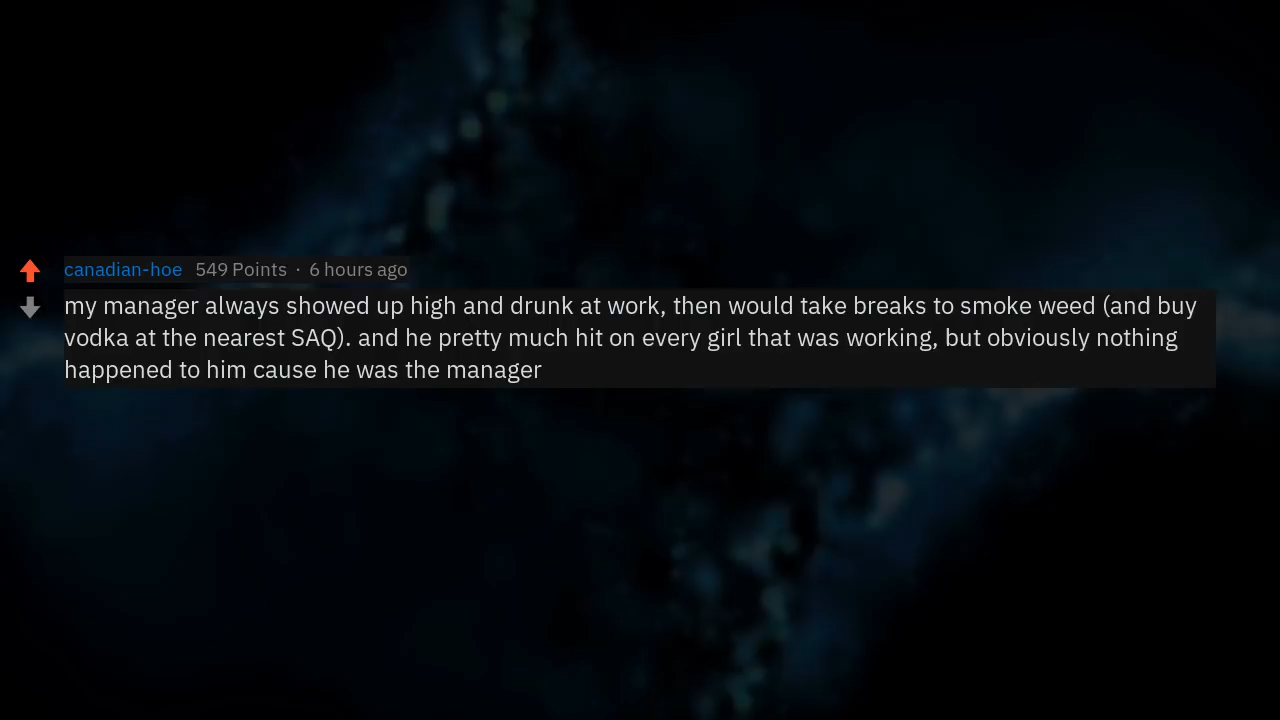 canadian-hoe 549 Points · 6 hours ago
my manager always showed up high and drunk at work, then would take breaks to smoke weed (and buy
vodka at the nearest SAQ). and he pretty much hit on every girl that was working, but obviously nothing
happened to him cause he was the manager